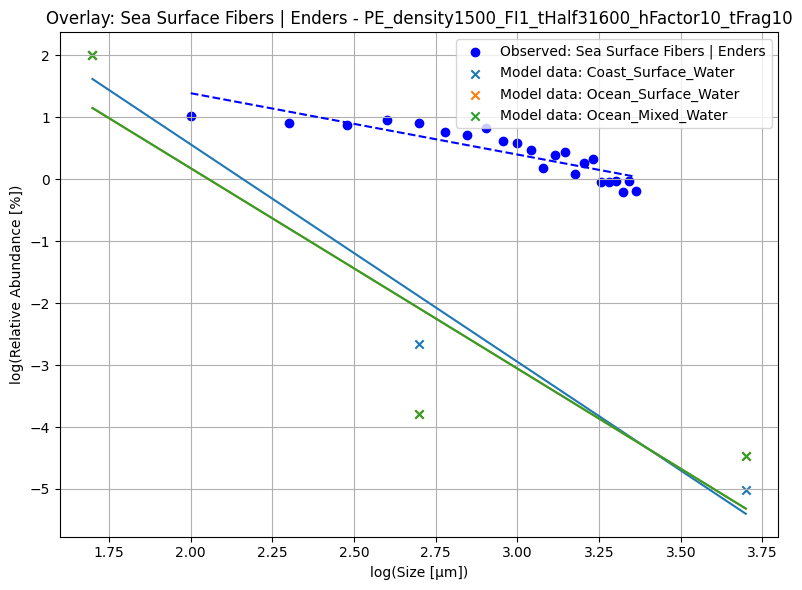 Overlay: Sea Surface Fibers | Enders - PE_density1500_FI1_tHalf31600_hFactor10_tFrag10
Observed: Sea Surface Fibers | Enders
Model data: Coast_Surface_Water
Model data: Ocean_Surface_Water
Model data: Ocean_Mixed_Water
log(Relative Abundance [%])
2
1
0
−1
−2
−3
−4
−5
1.75 2.00 2.25 2.50 2.75 3.00 3.25 3.50 3.75
log(Size [μm])